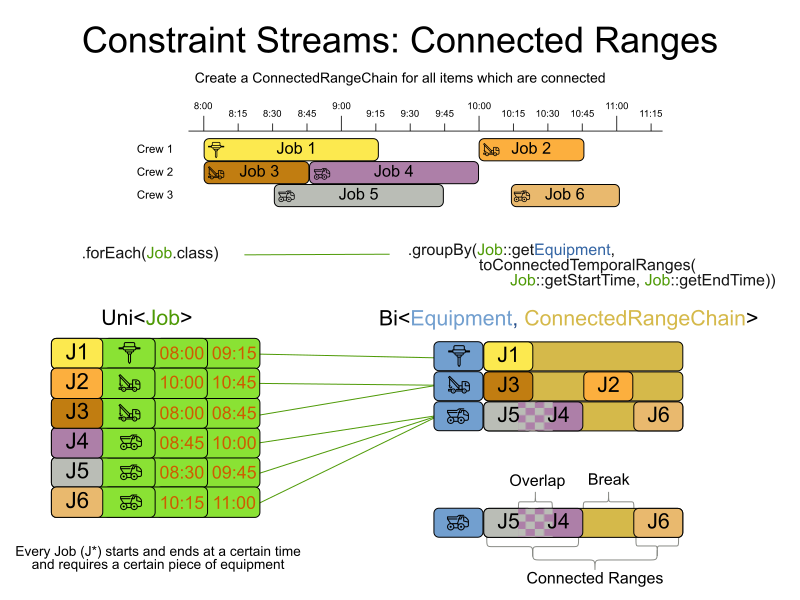 Constraint Streams: Connected Ranges
Create a ConnectedRangeChain for all items which are connected
8:00 8:15 8:30 8:45 9:00 9:15 9:30 9:45 10:00 10:15 10:30 10:45 11:00 11:15
Crew 1 Job 1 Job 2
Crew 2 Job 3 Job 4
Crew 3 Job 5 Job 6
.forEach(Job.class)
.groupBy(Job::getEquipment,
toConnectedTemporalRanges(
Job::getStartTime, Job::getEndTime))
Uni<Job>
J1 08:00 09:15
J2 10:00 10:45
J3 08:00 08:45
J4 08:45 10:00
J5 08:30 09:45
J6 10:15 11:00
Every Job (J*) starts and ends at a certain time
and requires a certain piece of equipment
Bi<Equipment, ConnectedRangeChain>
J1
J3 J2
J5 J4 J6
Overlap Break
J5 J4 J6
Connected Ranges